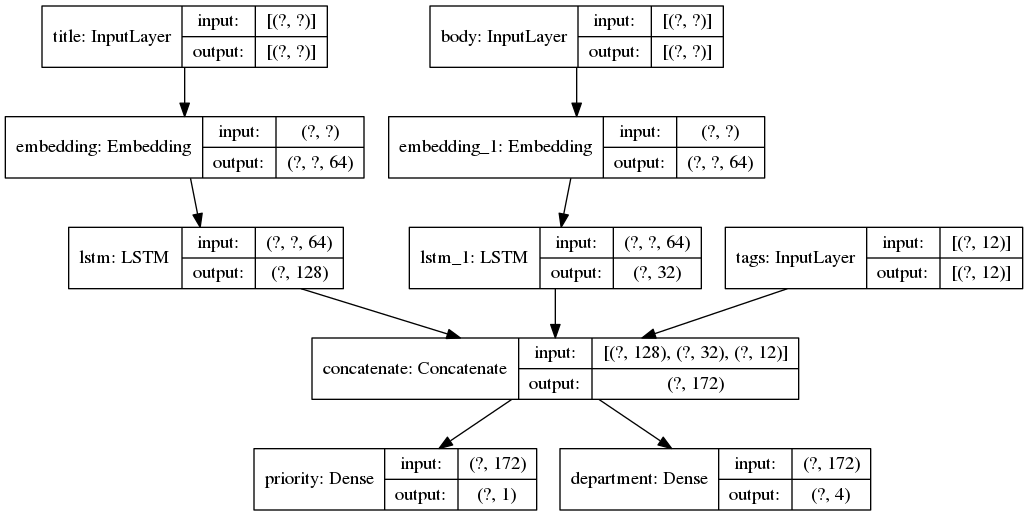 title: InputLayer
input: [(?, ?)]
output: [(?, ?)]
body: InputLayer
input: [(?, ?)]
output: [(?, ?)]
embedding: Embedding
input: (?, ?)
output: (?, ?, 64)
embedding_1: Embedding
input: (?, ?)
output: (?, ?, 64)
lstm: LSTM
input: (?, ?, 64)
output: (?, 128)
lstm_1: LSTM
input: (?, ?, 64)
output: (?, 32)
tags: InputLayer
input: [(?, 12)]
output: [(?, 12)]
concatenate: Concatenate
input: [(?, 128), (?, 32), (?, 12)]
output: (?, 172)
priority: Dense
input: (?, 172)
output: (?, 1)
department: Dense
input: (?, 172)
output: (?, 4)